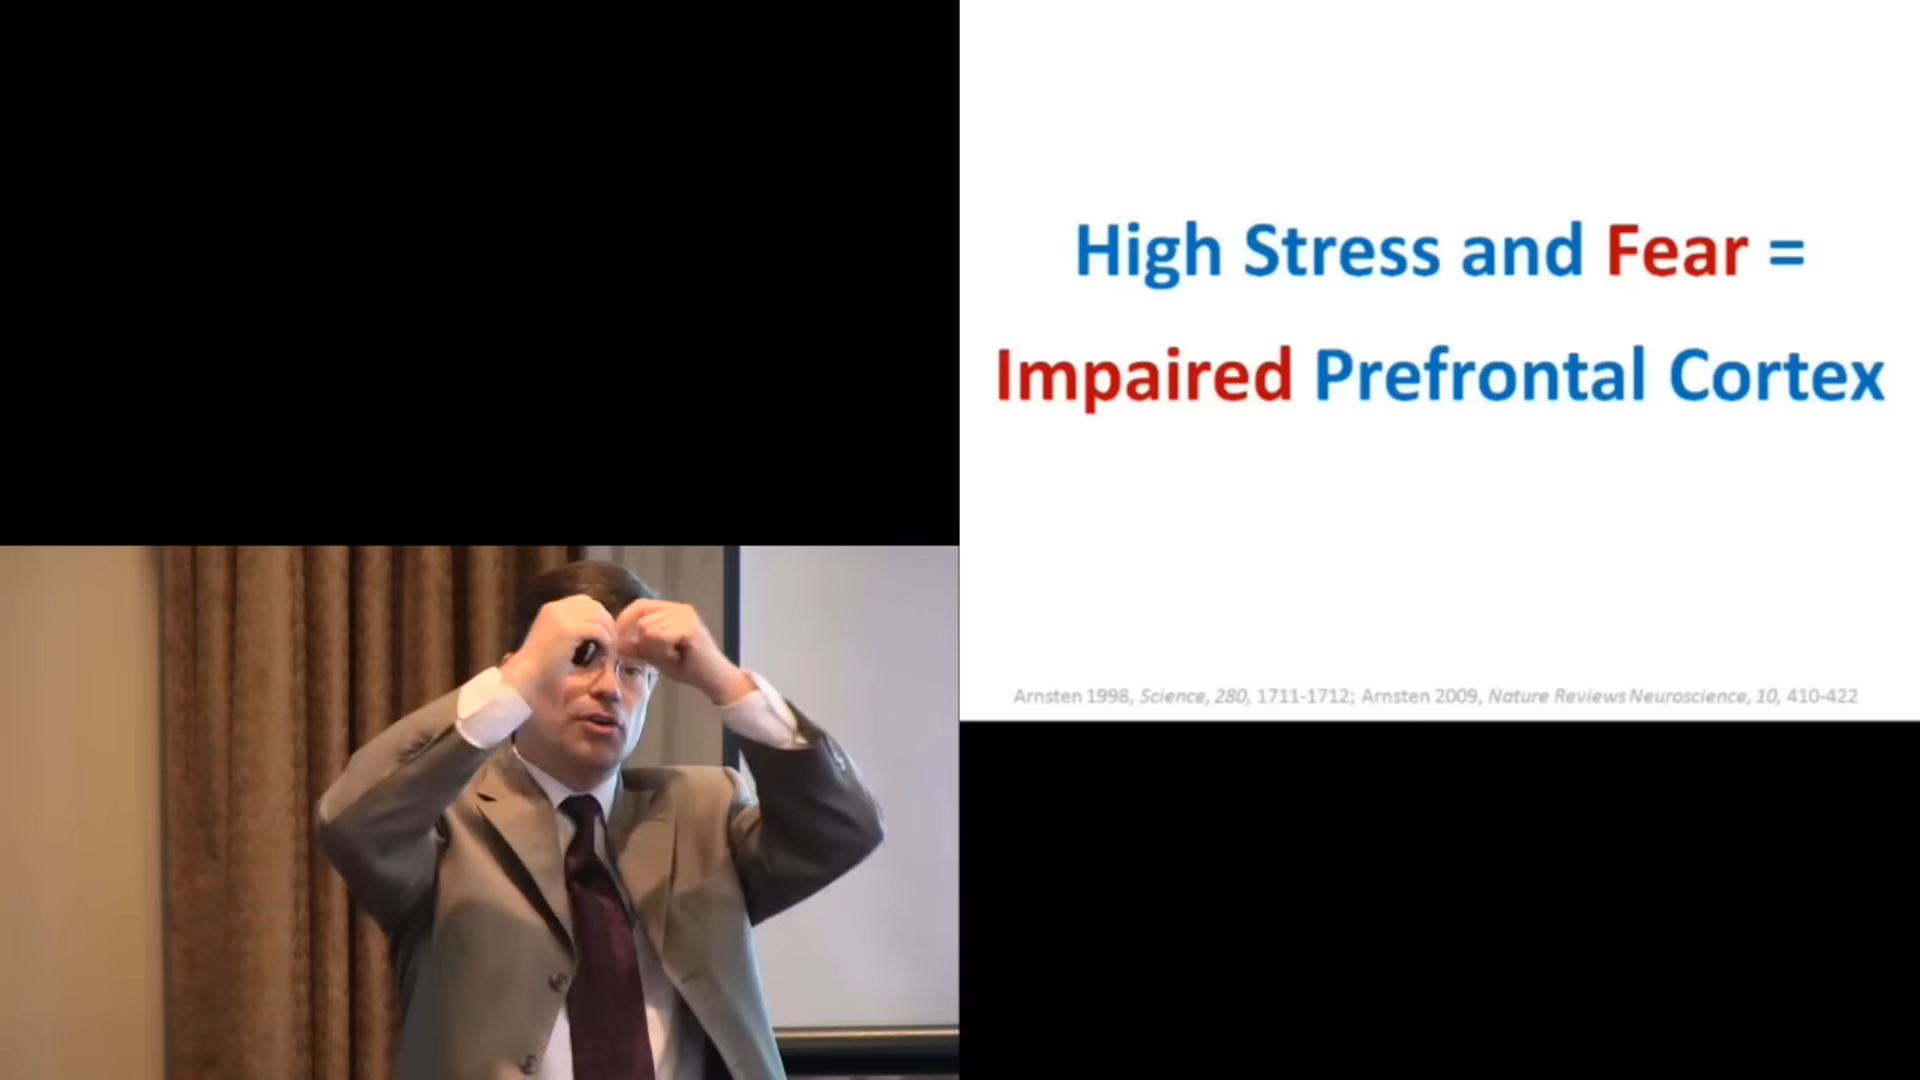 High Stress and Fear =
Impaired Prefrontal Cortex
Arnsten 1998, Science, 280, 1711-1712; Arnsten 2009, Nature Reviews Neuroscience, 10, 410-422